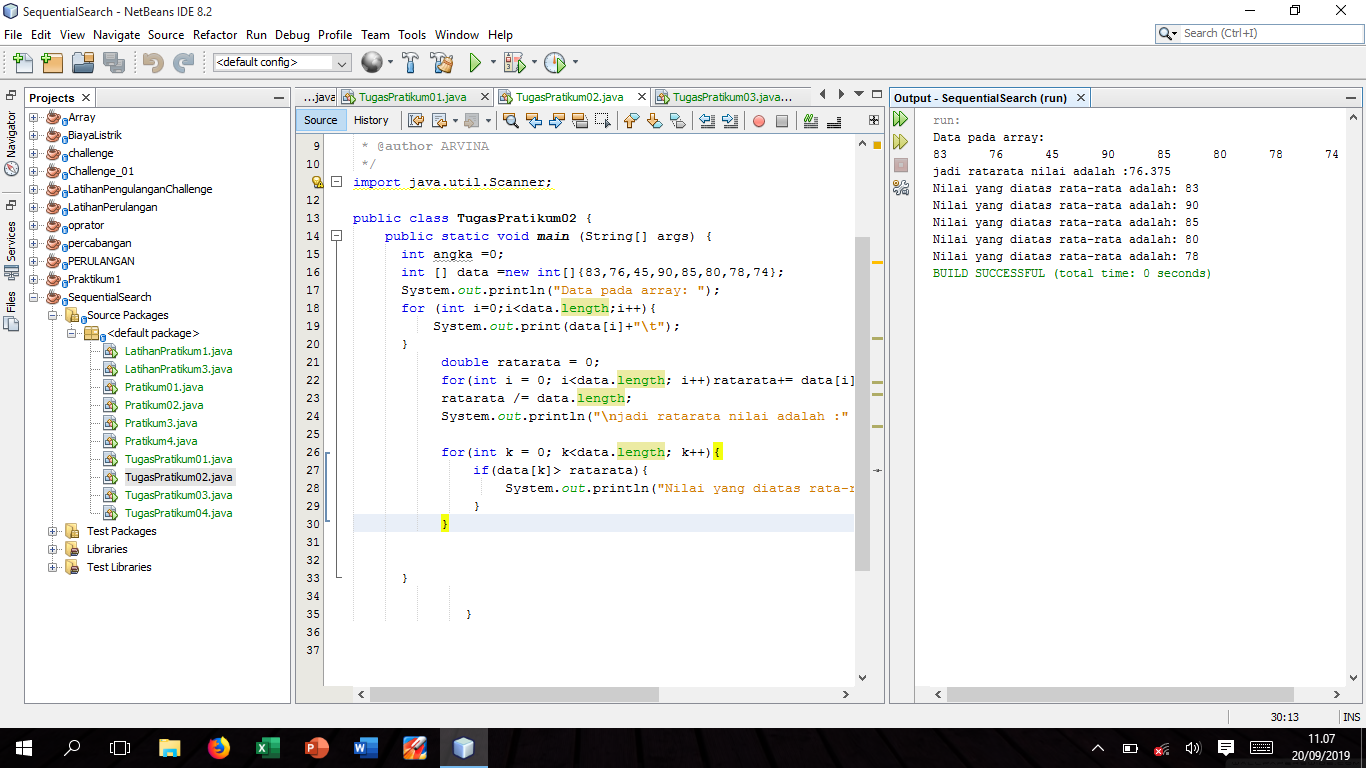 SequentialSearch - NetBeans IDE 8.2
File Edit View Navigate Source Refactor Run Debug Profile Team Tools Window Help
Search (Ctrl+I)
<default config>
Projects
Navigator
Services
Files
Array
BiayaListrik
challenge
Challenge_01
LatihanPengulanganChallenge
LatihanPerulangan
oprator
percabangan
PERULANGAN
Praktikum1
SequentialSearch
Source Packages
<default package>
LatihanPratikum1.java
LatihanPratikum3.java
Pratikum01.java
Pratikum02.java
Pratikum3.java
Pratikum4.java
TugasPratikum01.java
TugasPratikum02.java
TugasPratikum03.java
TugasPratikum04.java
Test Packages
Libraries
Test Libraries
...java TugasPratikum01.java TugasPratikum02.java TugasPratikum03.java...
Source History
9 * @author ARVINA
10 */
import java.util.Scanner;
12
13 public class TugasPratikum02 {
14 public static void main (String[] args) {
15 int angka =0;
16 int [] data =new int[]{83,76,45,90,85,80,78,74};
17 System.out.println("Data pada array: ");
18 for (int i=0;i<data.length;i++){
19 System.out.print(data[i]+"\t");
20 }
21 double ratarata = 0;
22 for(int i = 0; i<data.length; i++)ratarata+= data[i]
23 ratarata /= data.length;
24 System.out.println("\njadi ratarata nilai adalah :"
25
26 for(int k = 0; k<data.length; k++){
27 if(data[k]> ratarata){
28 System.out.println("Nilai yang diatas rata-r
29 }
30 }
31
32
33 }
34
35 }
36
37
Output - SequentialSearch (run)
run:
Data pada array:
83 76 45 90 85 80 78 74
jadi ratarata nilai adalah :76.375
Nilai yang diatas rata-rata adalah: 83
Nilai yang diatas rata-rata adalah: 90
Nilai yang diatas rata-rata adalah: 85
Nilai yang diatas rata-rata adalah: 80
Nilai yang diatas rata-rata adalah: 78
BUILD SUCCESSFUL (total time: 0 seconds)
30:13 INS
11.07
20/09/2019